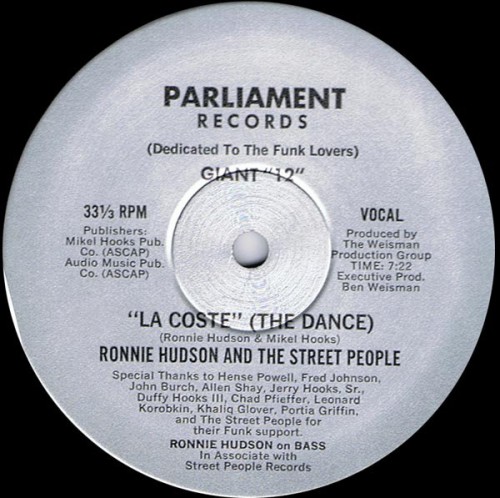 PARLIAMENT
RECORDS
(Dedicated To The Funk Lovers)
GIANT "12"
33⅓ RPM
Publishers:
Mikel Hooks Pub.
Co. (ASCAP)
Audio Music Pub.
Co. (ASCAP)
VOCAL
Produced by
The Weisman
Production Group
TIME: 7:22
Executive Prod.
Ben Weisman
"LA COSTE" (THE DANCE)
(Ronnie Hudson & Mikel Hooks)
RONNIE HUDSON AND THE STREET PEOPLE
Special Thanks to Hense Powell, Fred Johnson,
John Burch, Allen Shay, Jerry Hooks, Sr.,
Duffy Hooks III, Chad Pfieffer, Leonard
Korobkin, Khaliq Glover, Portia Griffin,
and The Street People for
their Funk support.
RONNIE HUDSON on BASS
In Associate with
Street People Records